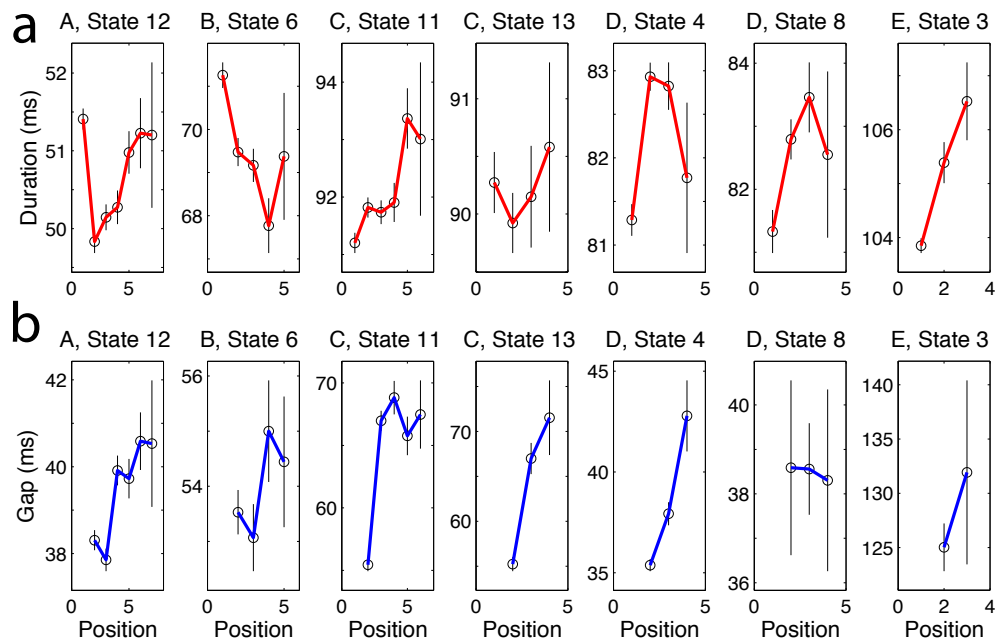 a
A, State 12
B, State 6
C, State 11
C, State 13
D, State 4
D, State 8
E, State 3
Duration (ms)
52
51
50
0
5
70
68
0
5
94
92
0
5
91
90
0
5
83
82
81
0
5
84
82
0
5
106
104
0
2
4
b
A, State 12
B, State 6
C, State 11
C, State 13
D, State 4
D, State 8
E, State 3
Gap (ms)
42
40
38
0
5
Position
56
54
0
5
Position
70
60
0
5
Position
70
60
0
5
Position
45
40
35
0
5
Position
40
38
36
0
5
Position
140
135
130
125
0
2
4
Position